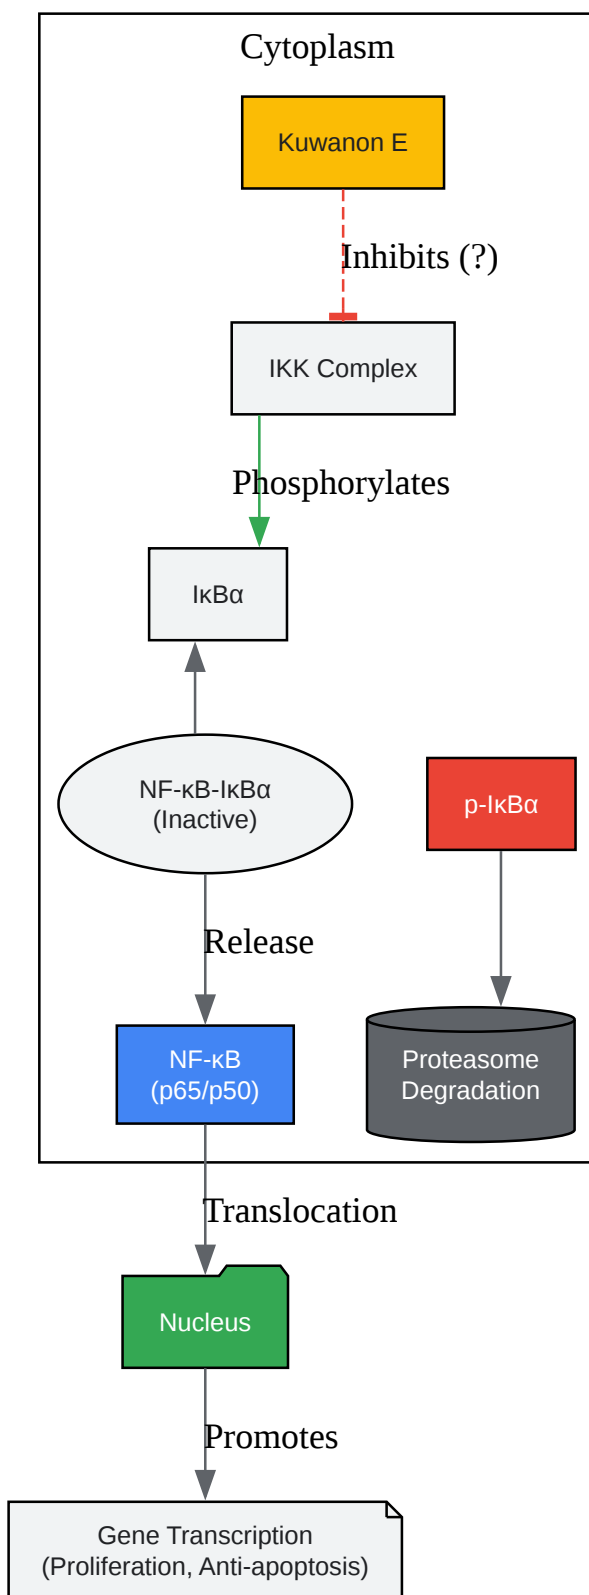 Cytoplasm
Kuwanon E
Inhibits (?)
IKK Complex
Phosphorylates
IκBα
NF-κB-IκBα
(Inactive)
p-IκBα
Release
NF-κB
(p65/p50)
Proteasome
Degradation
Translocation
Nucleus
Promotes
Gene Transcription
(Proliferation, Anti-apoptosis)